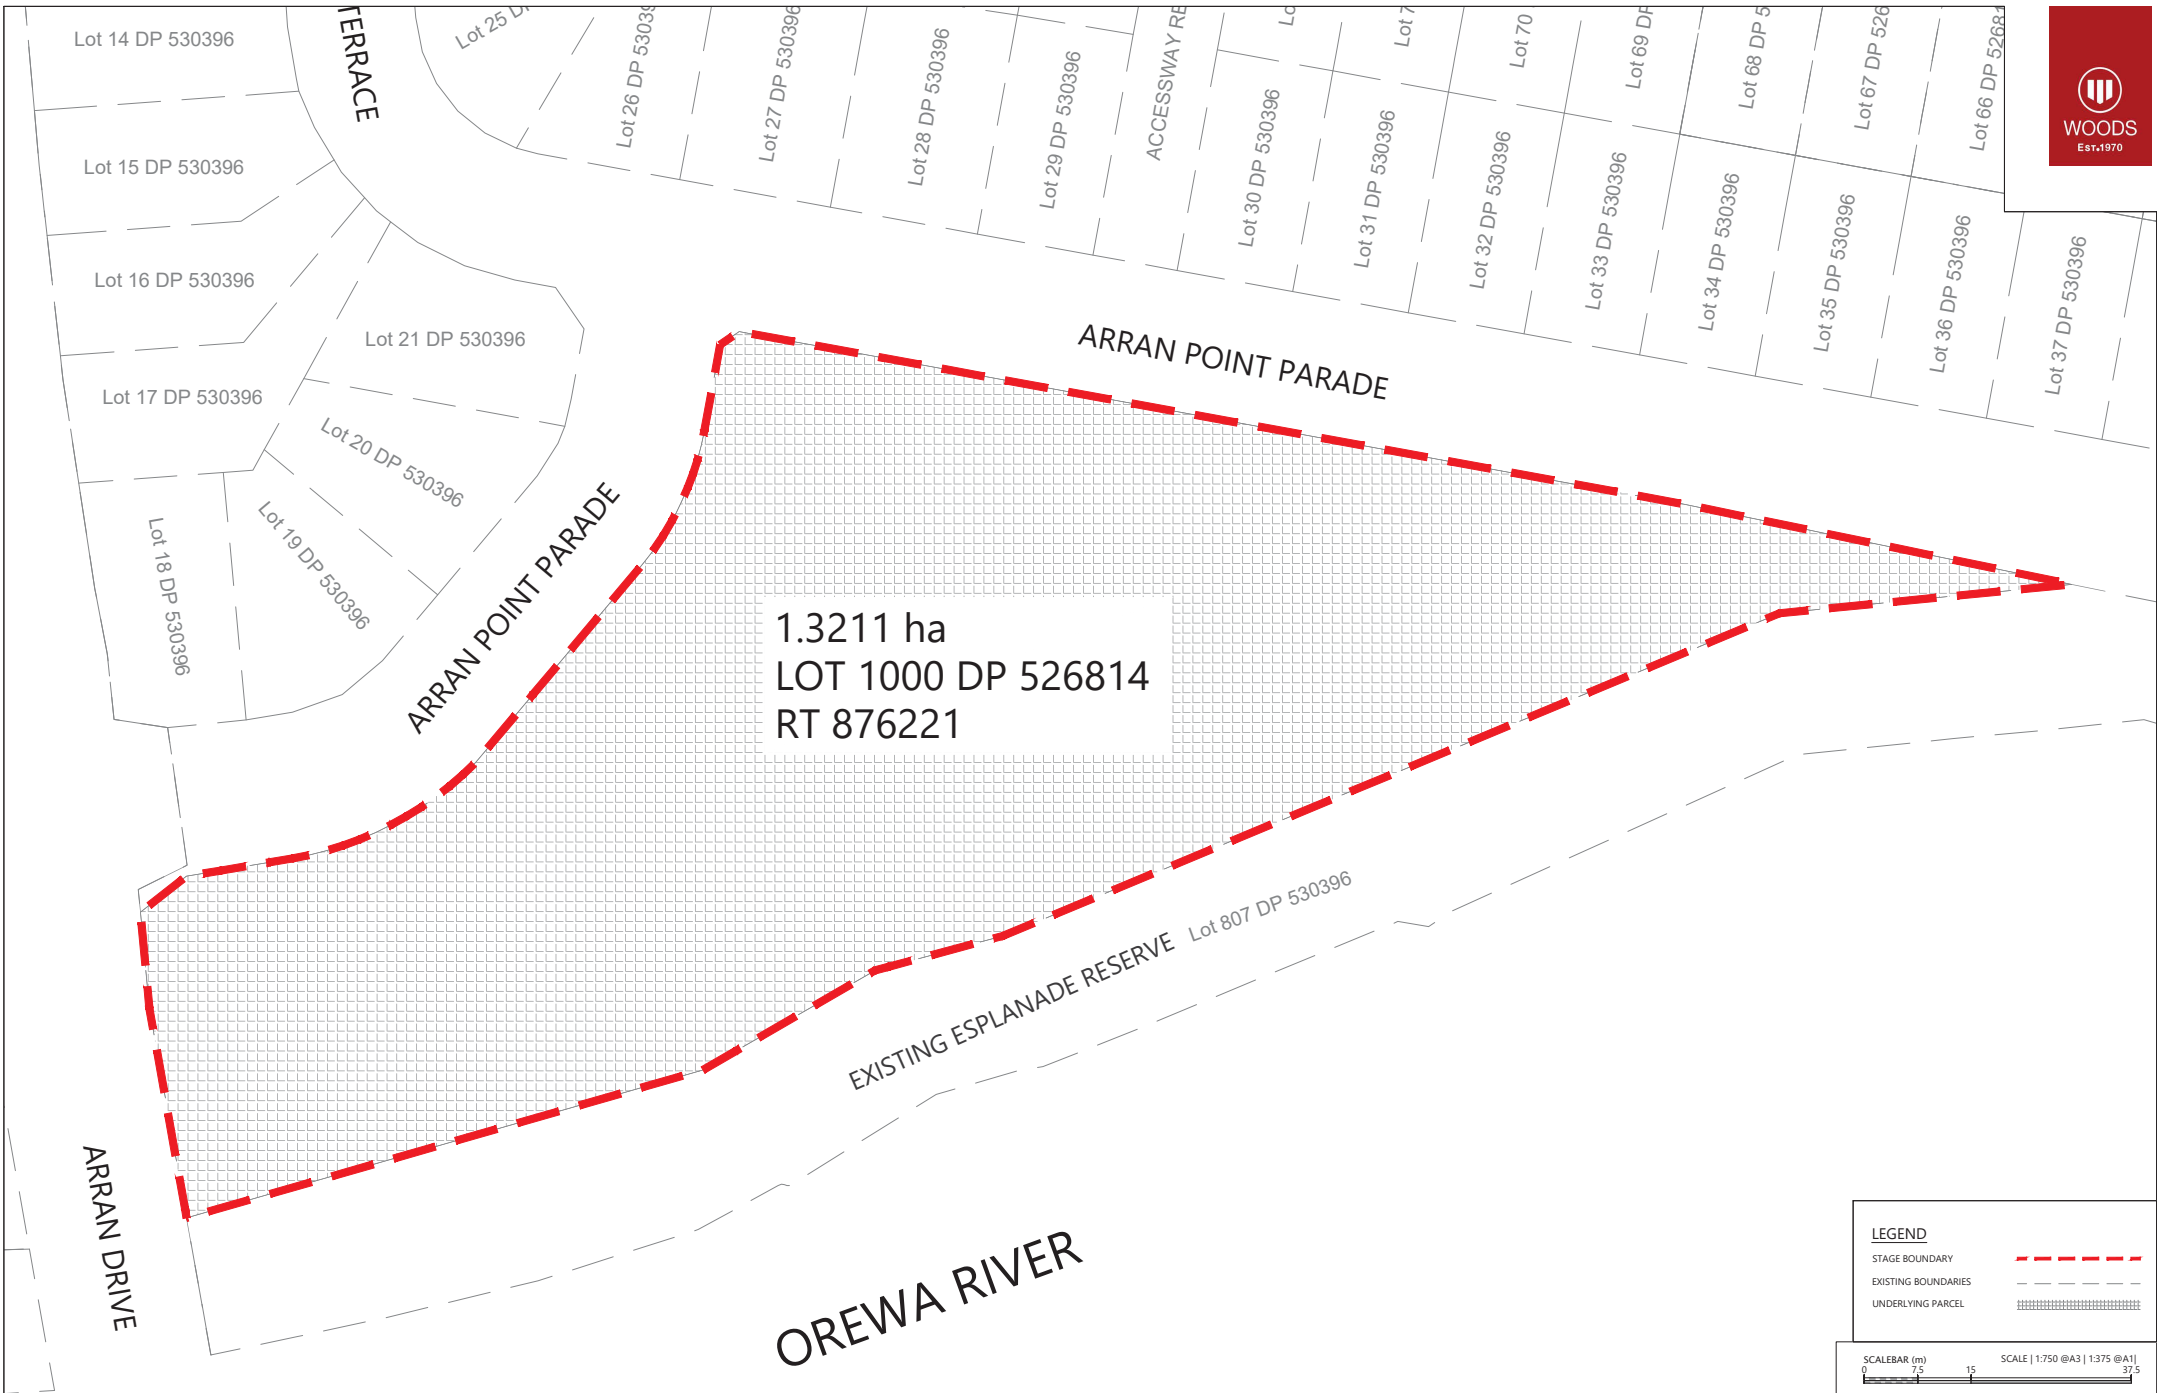 Lot 14 DP 530396
TERRACE
Lot 25
Lot 26 DP 530396
Lot 27 DP 530396
Lot 28 DP 530396
Lot 29 DP 530396
ACCESSWAY RE
Lot 70
Lot 69 DP
Lot 68 DP 5
Lot 67 DP 526
Lot 66 DP 52681
WOODS
EST.1970
Lot 15 DP 530396
Lot 30 DP 530396
Lot 31 DP 530396
Lot 32 DP 530396
Lot 33 DP 530396
Lot 34 DP 530396
Lot 35 DP 530396
Lot 36 DP 530396
Lot 37 DP 530396
Lot 16 DP 530396
Lot 21 DP 530396
ARRAN POINT PARADE
Lot 17 DP 530396
Lot 20 DP 530396
Lot 19 DP 530396
Lot 18 DP 530396
ARRAN POINT PARADE
1.3211 ha
LOT 1000 DP 526814
RT 876221
EXISTING ESPLANADE RESERVE Lot 807 DP 530396
ARRAN DRIVE
OREWA RIVER
LEGEND
STAGE BOUNDARY
EXISTING BOUNDARIES
UNDERLYING PARCEL
SCALEBAR (m) SCALE | 1:750 @A3 | 1:375 @A1|
0 7.5 15 37.5